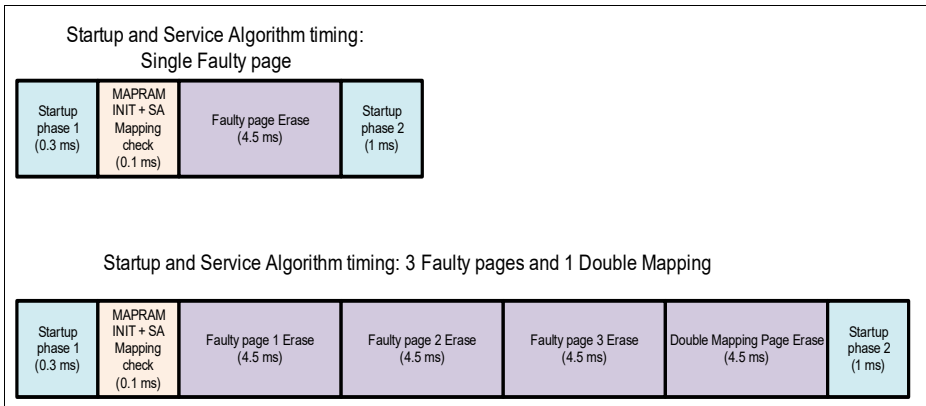 Startup and Service Algorithm timing:
Single Faulty page
Startup
phase 1
(0.3 ms)
MAPRAM
INIT + SA
Mapping
check
(0.1 ms)
Faulty page Erase
(4.5 ms)
Startup
phase 2
(1 ms)
Startup and Service Algorithm timing: 3 Faulty pages and 1 Double Mapping
Startup
phase 1
(0.3 ms)
MAPRAM
INIT + SA
Mapping
check
(0.1 ms)
Faulty page 1 Erase
(4.5 ms)
Faulty page 2 Erase
(4.5 ms)
Faulty page 3 Erase
(4.5 ms)
Double Mapping Page Erase
(4.5 ms)
Startup
phase 2
(1 ms)